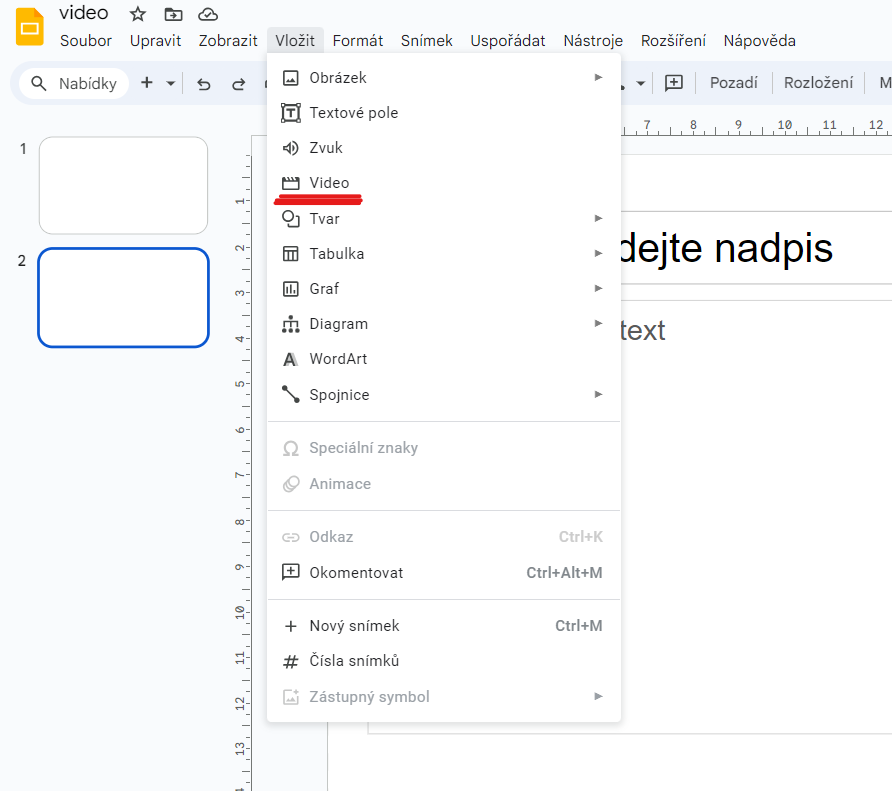 video
Soubor Upravit Zobrazit Vložit Formát Snímek Uspořádat Nástroje Rozšíření Nápověda
Nabídky Pozadí Rozložení M
7 8 9 10 11 12
1
2
Obrázek
Textové pole
Zvuk
Video
Tvar
Tabulka
Graf
Diagram
WordArt
Spojnice
Speciální znaky
Animace
Odkaz Ctrl+K
Okomentovat Ctrl+Alt+M
Nový snímek Ctrl+M
Čísla snímků
Zástupný symbol
1
2
3
4
5
6
7
8
9
10
11
12
13
dejte nadpis
text